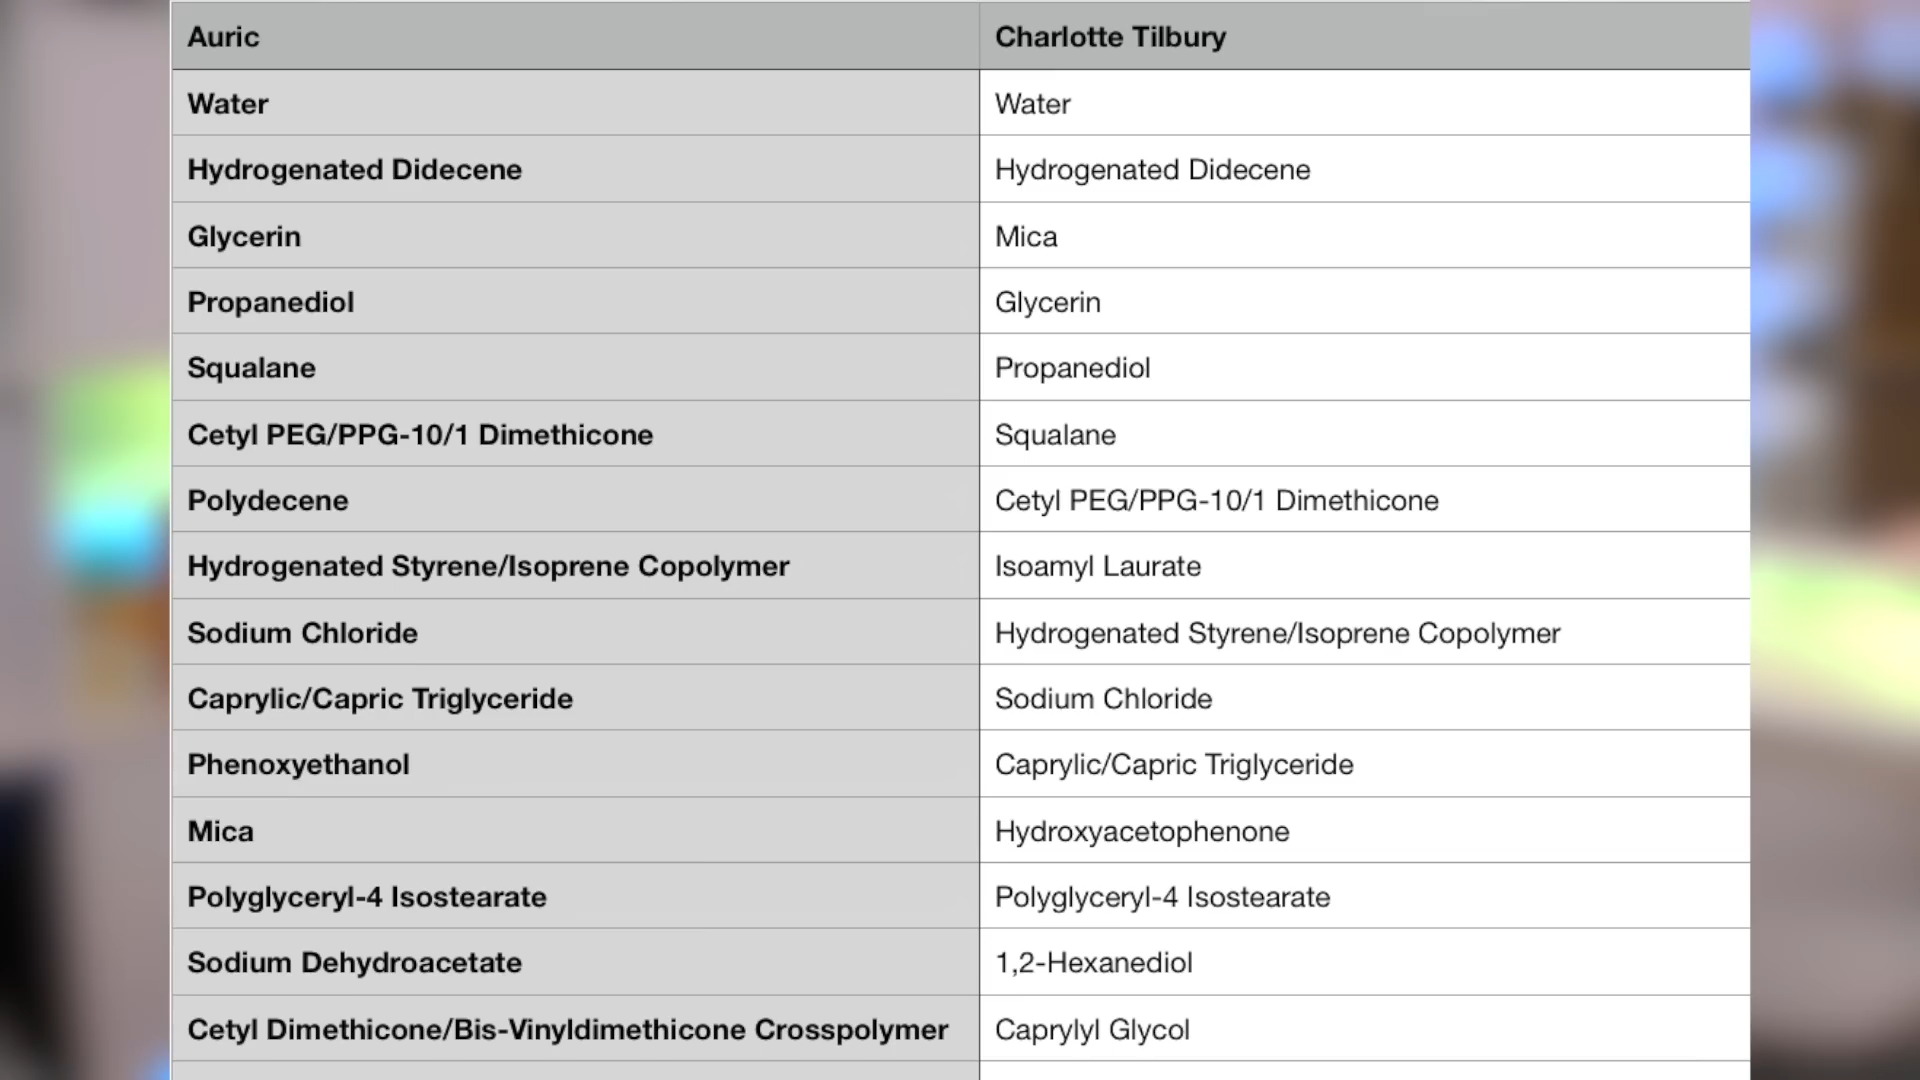 Auric Charlotte Tilbury
Water Water
Hydrogenated Didecene Hydrogenated Didecene
Glycerin Mica
Propanediol Glycerin
Squalane Propanediol
Cetyl PEG/PPG-10/1 Dimethicone Squalane
Polydecene Cetyl PEG/PPG-10/1 Dimethicone
Hydrogenated Styrene/Isoprene Copolymer Isoamyl Laurate
Sodium Chloride Hydrogenated Styrene/Isoprene Copolymer
Caprylic/Capric Triglyceride Sodium Chloride
Phenoxyethanol Caprylic/Capric Triglyceride
Mica Hydroxyacetophenone
Polyglyceryl-4 Isostearate Polyglyceryl-4 Isostearate
Sodium Dehydroacetate 1,2-Hexanediol
Cetyl Dimethicone/Bis-Vinyldimethicone Crosspolymer Caprylyl Glycol